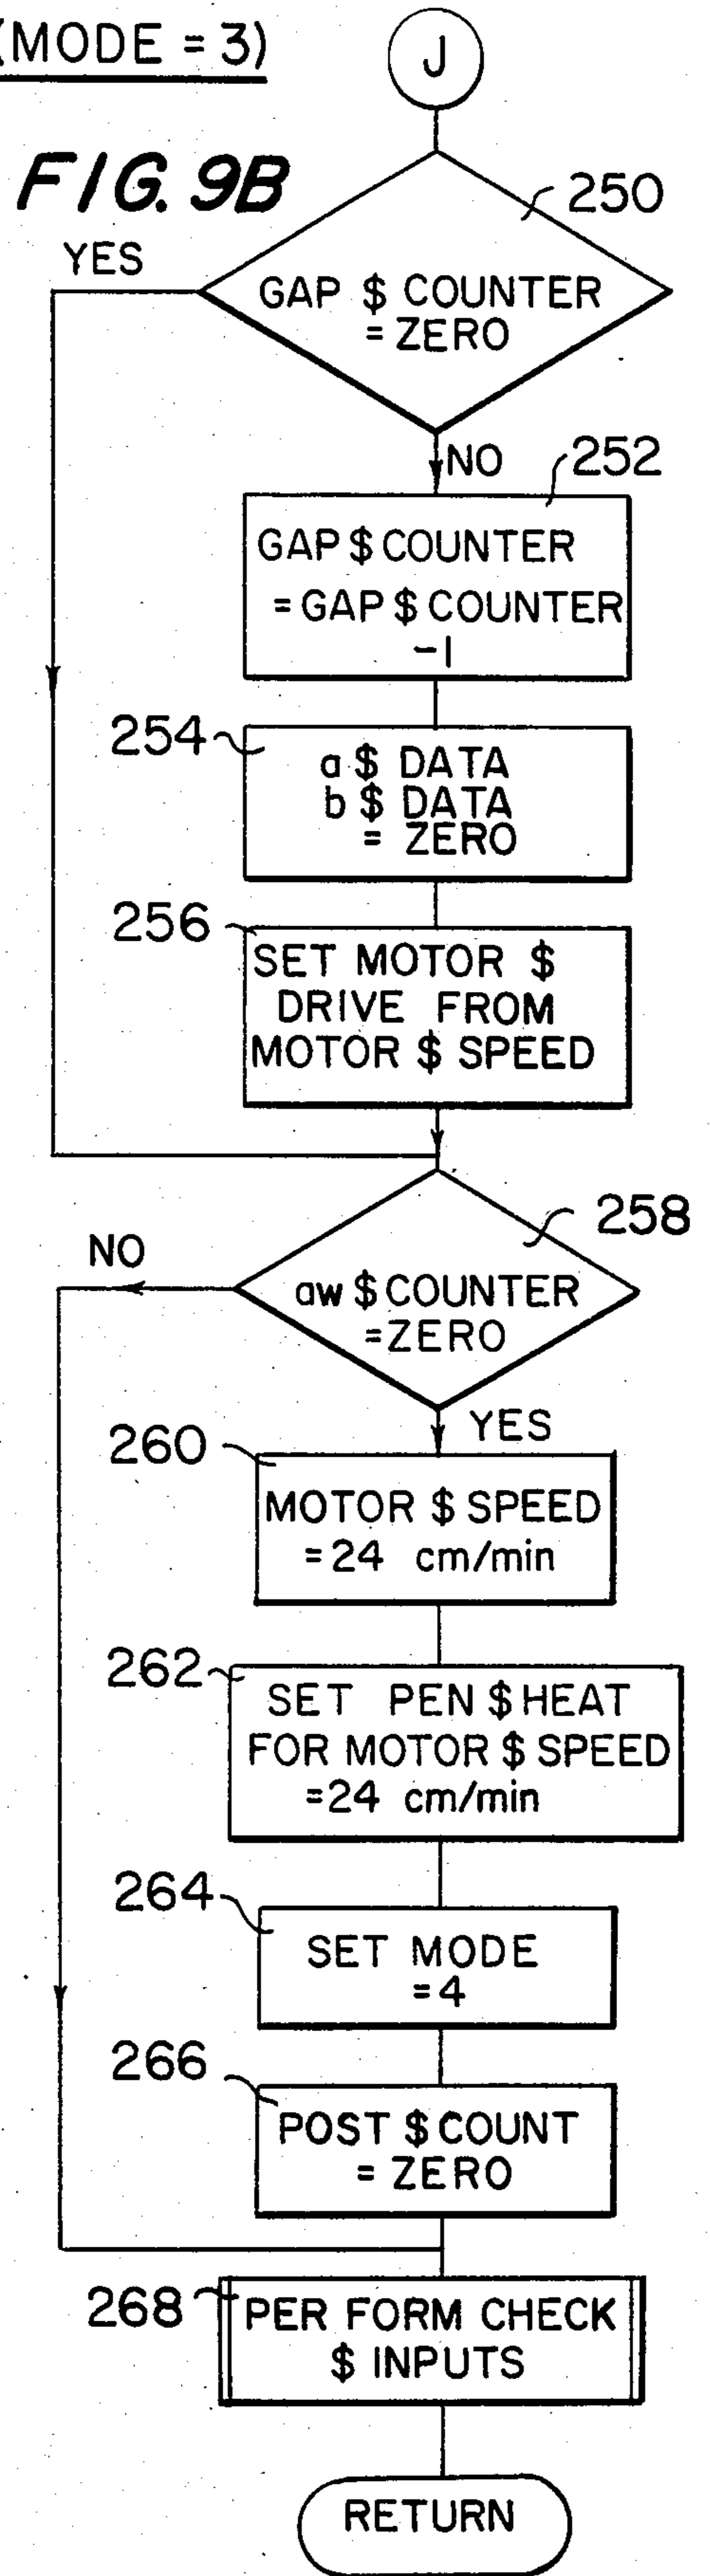 (MODE = 3)
J
FIG. 9B
250
YES
GAP $ COUNTER
= ZERO
NO
252
GAP $ COUNTER
= GAP $ COUNTER
-1
254
a $ DATA
b $ DATA
= ZERO
256
SET MOTOR $
DRIVE FROM
MOTOR $ SPEED
258
NO
aw $ COUNTER
= ZERO
YES
260
MOTOR $ SPEED
= 24 cm/min
262
SET PEN $ HEAT
FOR MOTOR $ SPEED
= 24 cm/min
264
SET MODE
= 4
266
POST $ COUNT
= ZERO
268
PER FORM CHECK
$ INPUTS
RETURN